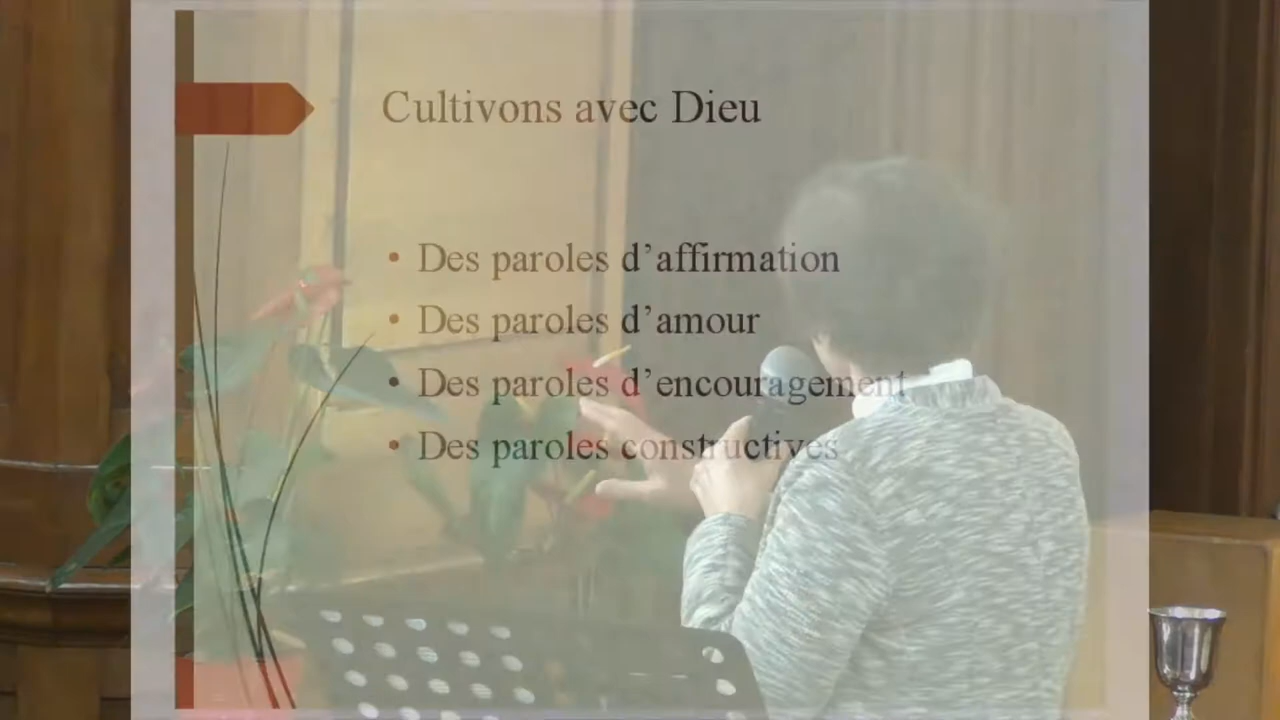 Cultivons avec Dieu
• Des paroles d’affirmation
• Des paroles d’amour
• Des paroles d’encouragement
• Des paroles constructives